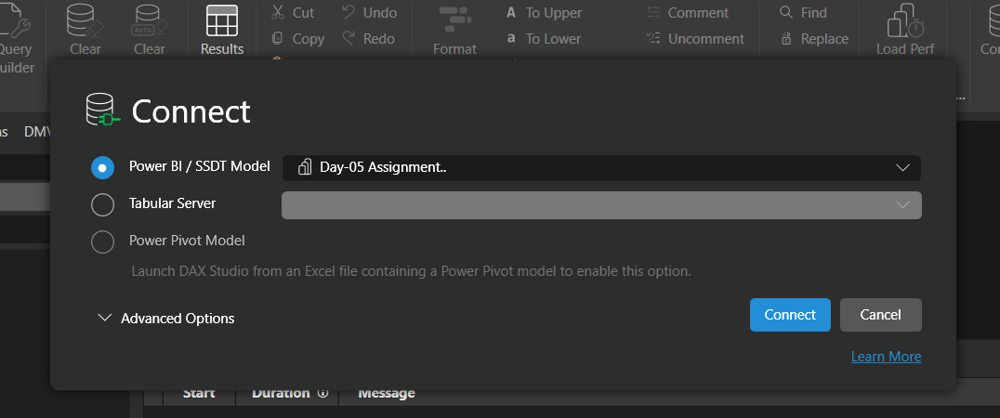 Cut Undo To Upper Comment Find
Query Clear Clear Results Copy Redo Format To Lower Uncomment Replace Load Perf
AUTO
...
DMV
Connect
Power BI / SSDT Model Day-05 Assignment..
Tabular Server
Power Pivot Model
Launch DAX Studio from an Excel file containing a Power Pivot model to enable this option.
Advanced Options Connect Cancel
Learn More
Start Duration Message